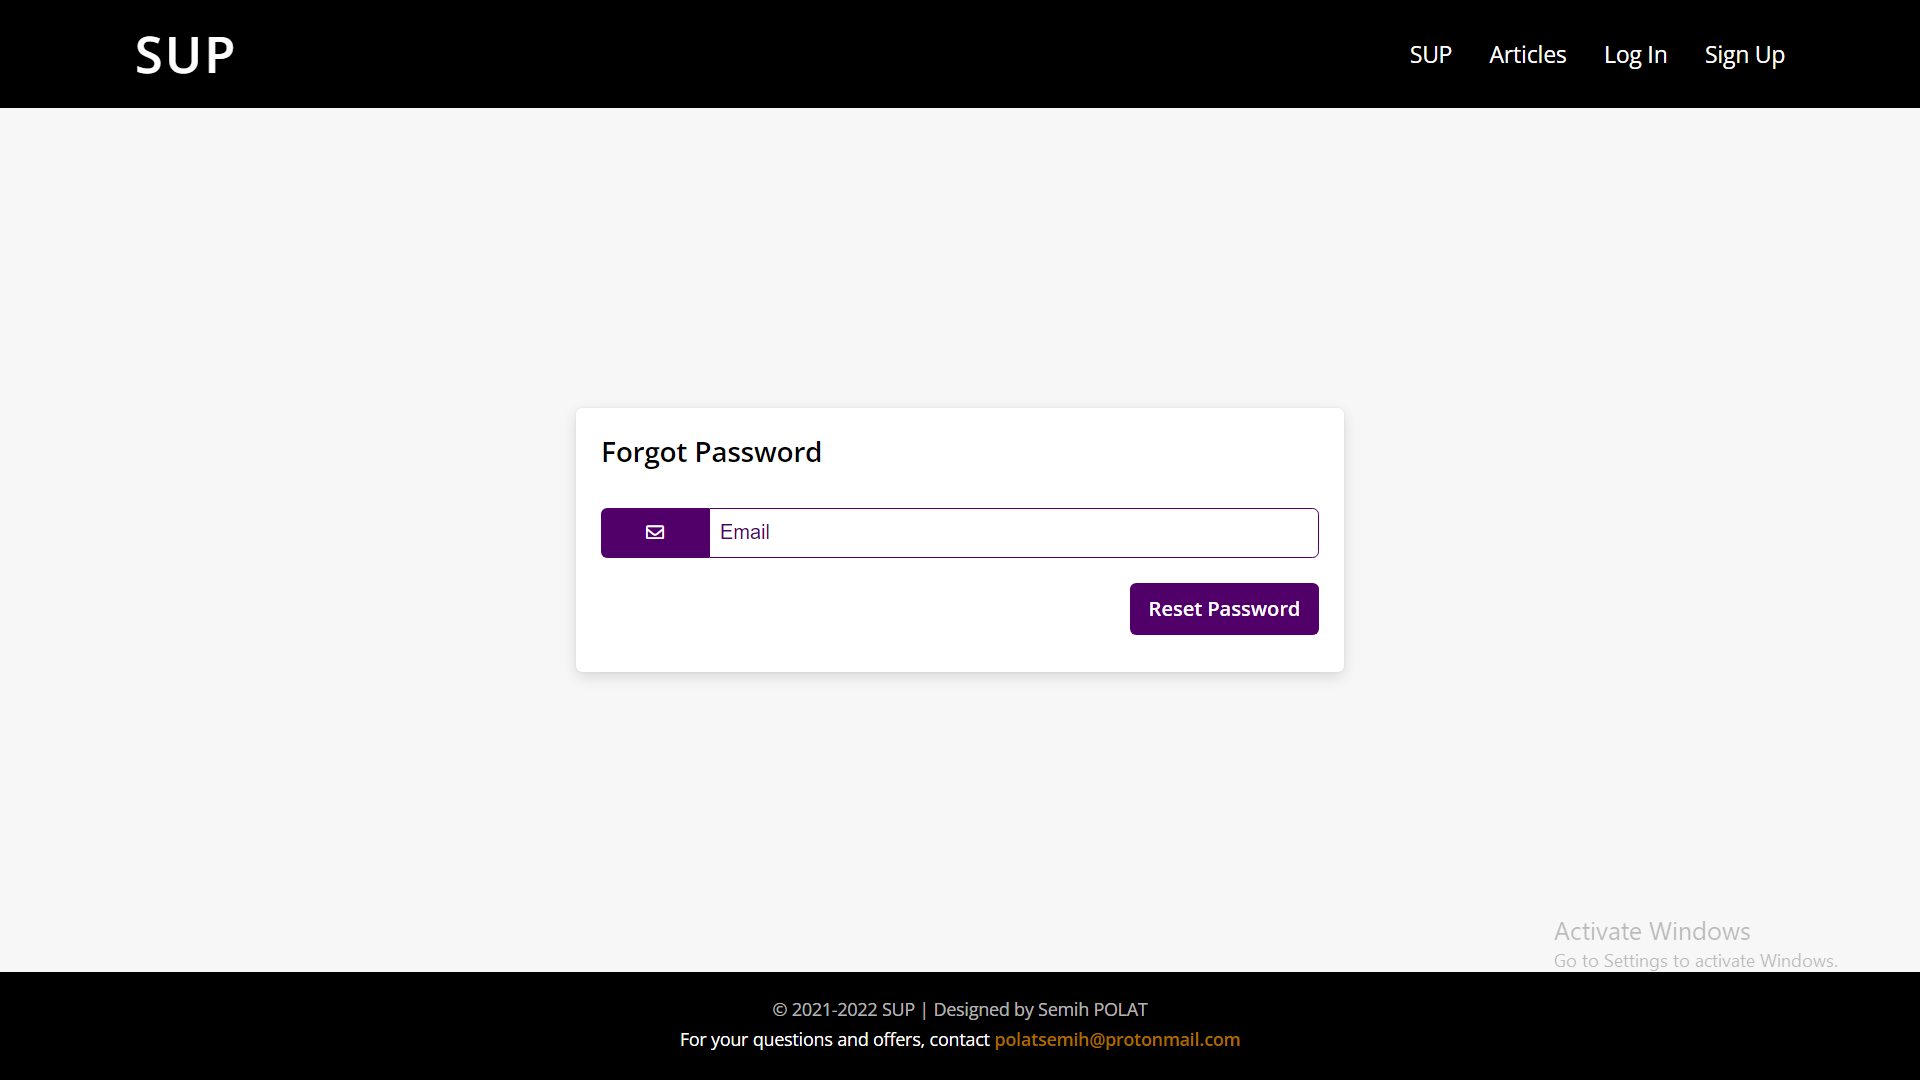 SUP
SUP Articles Log In Sign Up
Forgot Password
Email
Reset Password
Activate Windows
Go to Settings to activate Windows.
© 2021-2022 SUP | Designed by Semih POLAT
For your questions and offers, contact polatsemih@protonmail.com